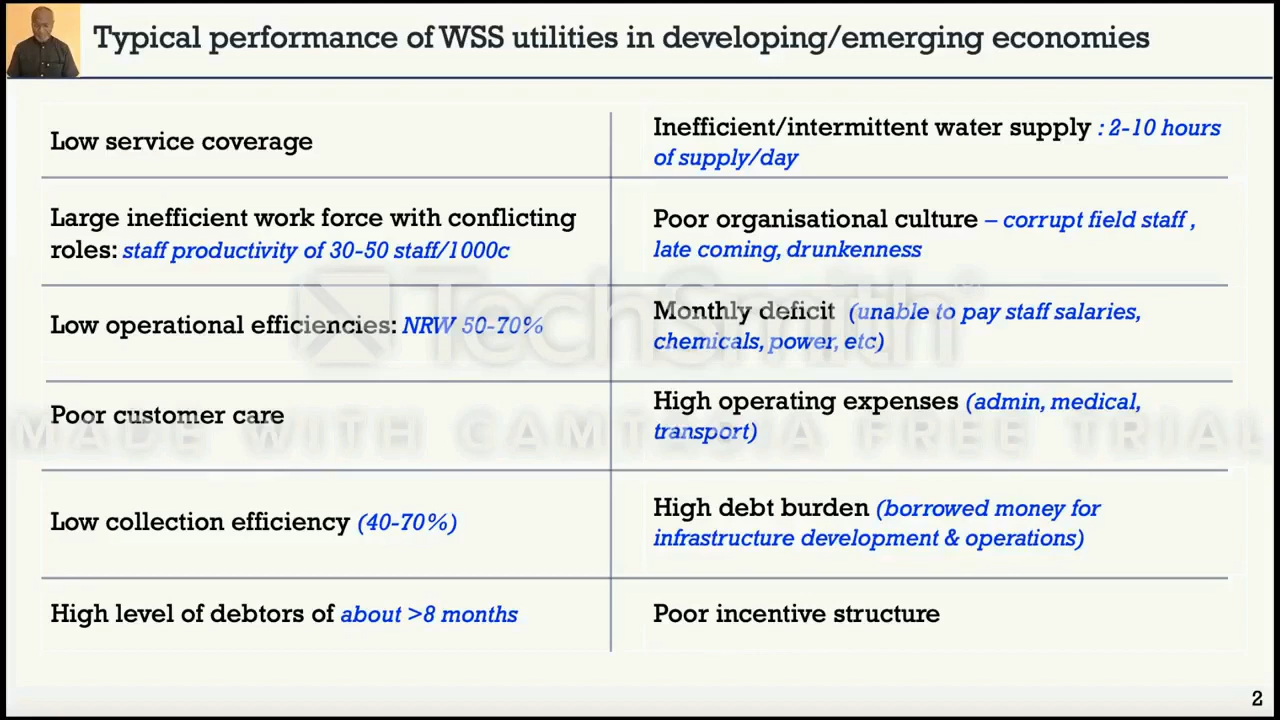 Typical performance of WSS utilities in developing/emerging economies
Low service coverage
Inefficient/intermittent water supply : 2-10 hours
of supply/day
Large inefficient work force with conflicting
roles: staff productivity of 30-50 staff/1000c
Poor organisational culture – corrupt field staff ,
late coming, drunkenness
Low operational efficiencies: NRW 50-70%
Monthly deficit (unable to pay staff salaries,
chemicals, power, etc)
Poor customer care
High operating expenses (admin, medical,
transport)
Low collection efficiency (40-70%)
High debt burden (borrowed money for
infrastructure development & operations)
High level of debtors of about >8 months
Poor incentive structure
TechSmith®
MADE WITH CAMTASIA FREE TRIAL
2